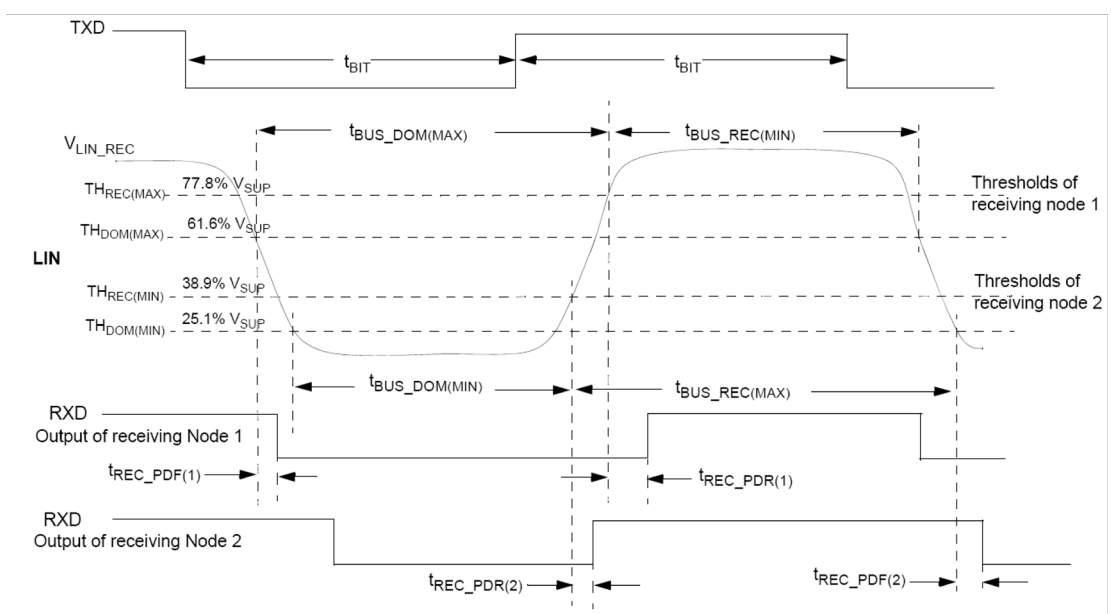 TXD
tBIT
tBIT
tBUS_DOM(MAX)
tBUS_REC(MIN)
VLIN_REC
THREC(MAX) 77.8% VSUP
Thresholds of
receiving node 1
THDOM(MAX) 61.6% VSUP
LIN
THREC(MIN) 38.9% VSUP
Thresholds of
receiving node 2
THDOM(MIN) 25.1% VSUP
tBUS_DOM(MIN)
tBUS_REC(MAX)
RXD
Output of receiving Node 1
tREC_PDF(1)
tREC_PDR(1)
RXD
Output of receiving Node 2
tREC_PDR(2)
tREC_PDF(2)